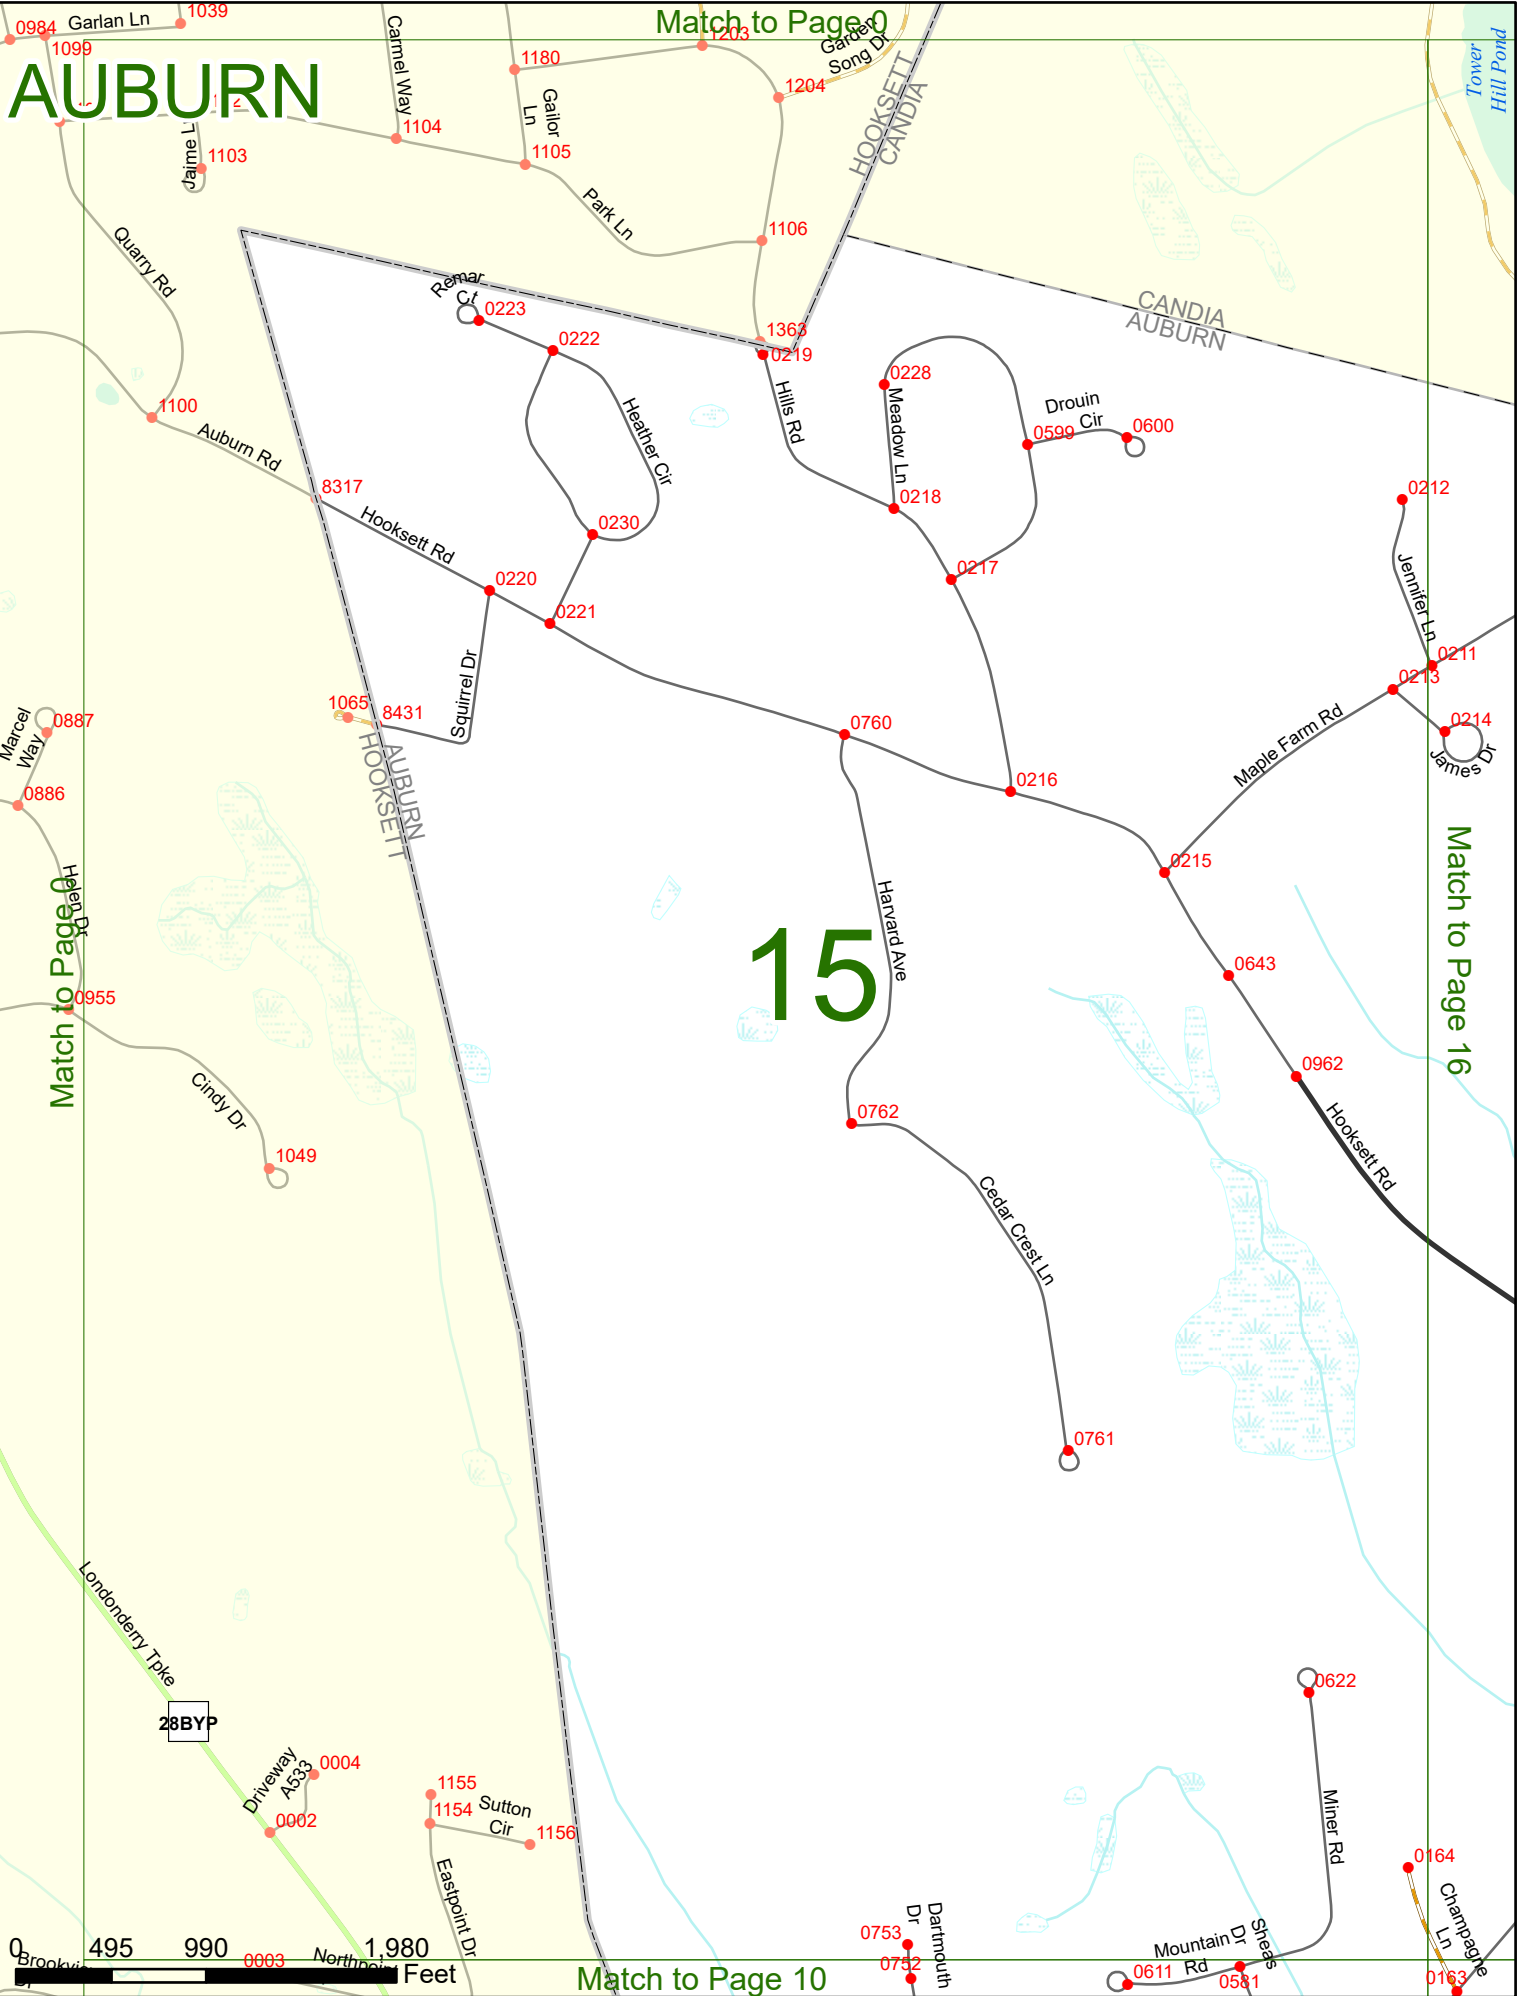 Match to Page 0
0984
Garlan Ln
1039
1099
AUBURN
1103
Jaime L
Carmel Way
1104
1180
Gailor
Ln
1105
1203
Garden
Song Dr
1204
HOOKSETT
CANDIA
Tower
Hill Pond
Park Ln
1106
Quarry Rd
Remar
Ct
0223
0222
1363
0219
CANDIA
AUBURN
0228
Meadow Ln
Hills Rd
Heather Cir
Drouin
Cir
0599
0600
1100
Auburn Rd
8317
Hooksett Rd
0230
0218
0212
0217
0220
0221
Jennifer Ln
0211
0213
0214
James Dr
Maple Farm Rd
Squirrel Dr
1065
8431
AUBURN
HOOKSETT
Marcel
Way
0887
0886
0760
0216
0215
Helen Dr
Match to Page 0
0955
Harvard Ave
15
Match to Page 16
0643
0962
Hooksett Rd
Cindy Dr
1049
0762
Cedar Crest Ln
0761
Londonderry Tpke
28BYP
0622
Driveway
A533
0004
0002
1155
1154
Sutton
Cir
1156
Eastpoint Dr
Miner Rd
0164
Champagne
Ln
0163
0753
0752
Dartmouth
Dr
Mountain
Rd
0611
Sheas
Dr
0581
0 495 990 1,980
Feet
0003
Match to Page 10